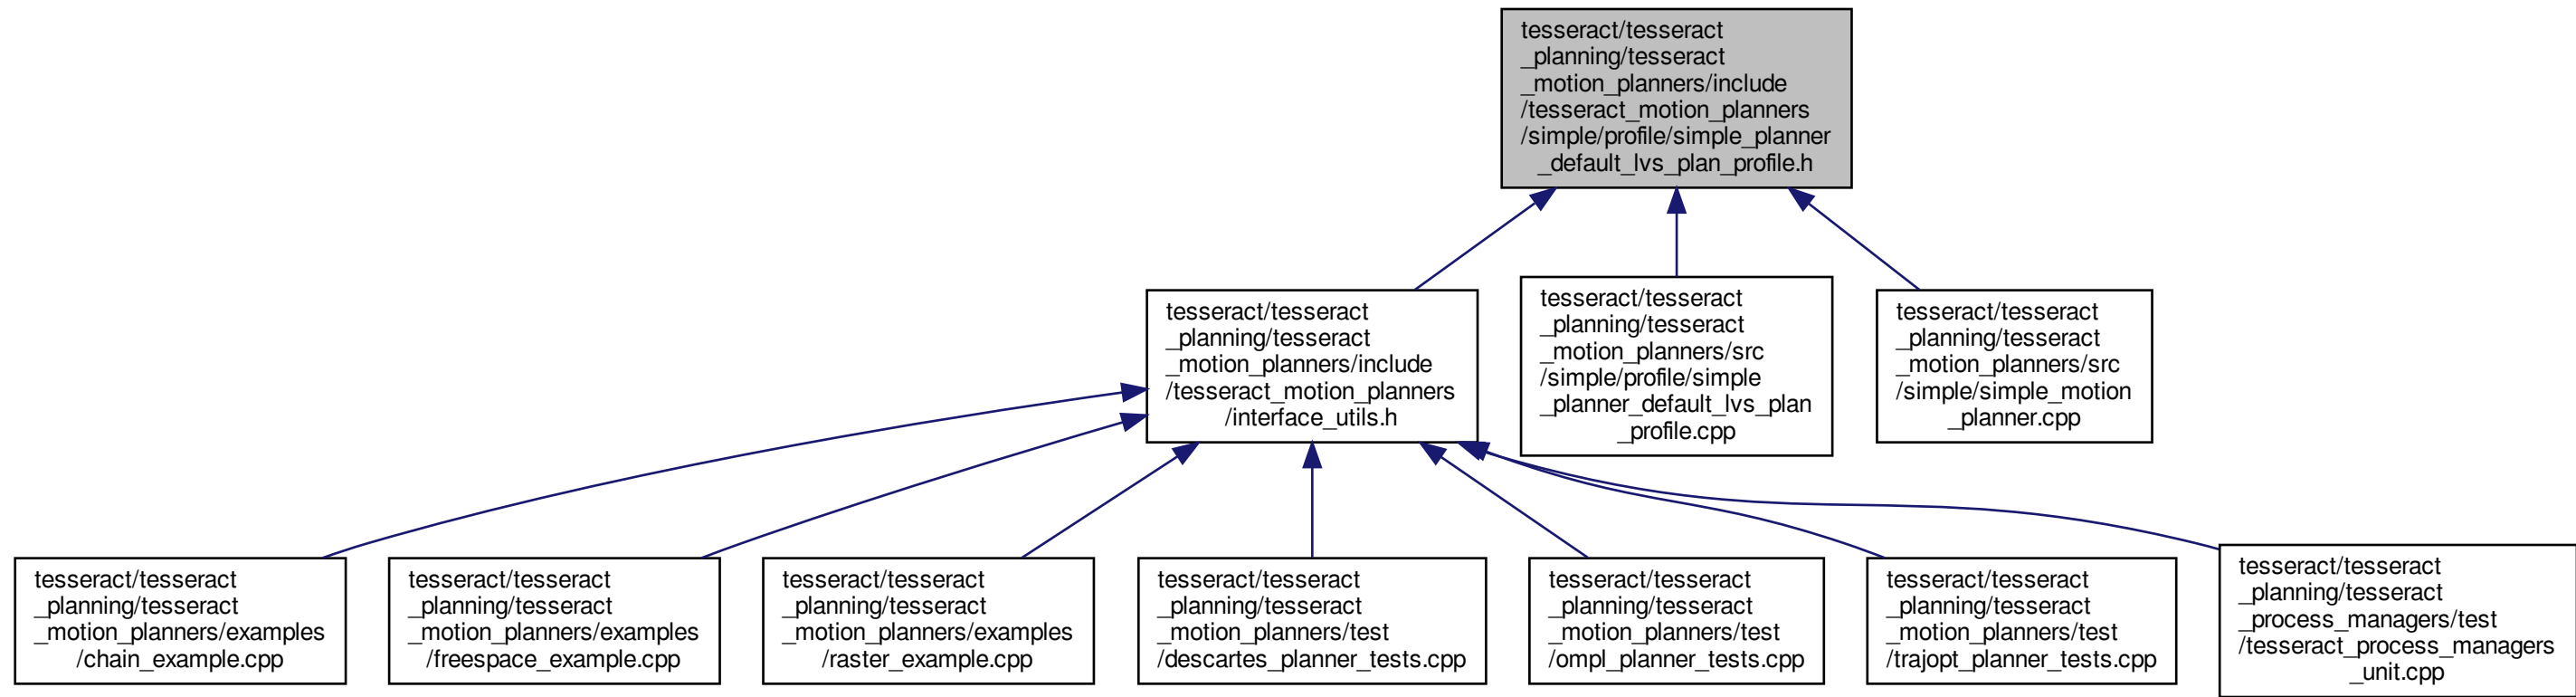 tesseract/tesseract
_planning/tesseract
_motion_planners/include
/tesseract_motion_planners
/simple/profile/simple_planner
_default_lvs_plan_profile.h
tesseract/tesseract
_planning/tesseract
_motion_planners/include
/tesseract_motion_planners
/interface_utils.h
tesseract/tesseract
_planning/tesseract
_motion_planners/src
/simple/profile/simple
_planner_default_lvs_plan
_profile.cpp
tesseract/tesseract
_planning/tesseract
_motion_planners/src
/simple/simple_motion
_planner.cpp
tesseract/tesseract
_planning/tesseract
_motion_planners/examples
/chain_example.cpp
tesseract/tesseract
_planning/tesseract
_motion_planners/examples
/freespace_example.cpp
tesseract/tesseract
_planning/tesseract
_motion_planners/examples
/raster_example.cpp
tesseract/tesseract
_planning/tesseract
_motion_planners/test
/descartes_planner_tests.cpp
tesseract/tesseract
_planning/tesseract
_motion_planners/test
/ompl_planner_tests.cpp
tesseract/tesseract
_planning/tesseract
_motion_planners/test
/trajopt_planner_tests.cpp
tesseract/tesseract
_planning/tesseract
_process_managers/test
/tesseract_process_managers
_unit.cpp